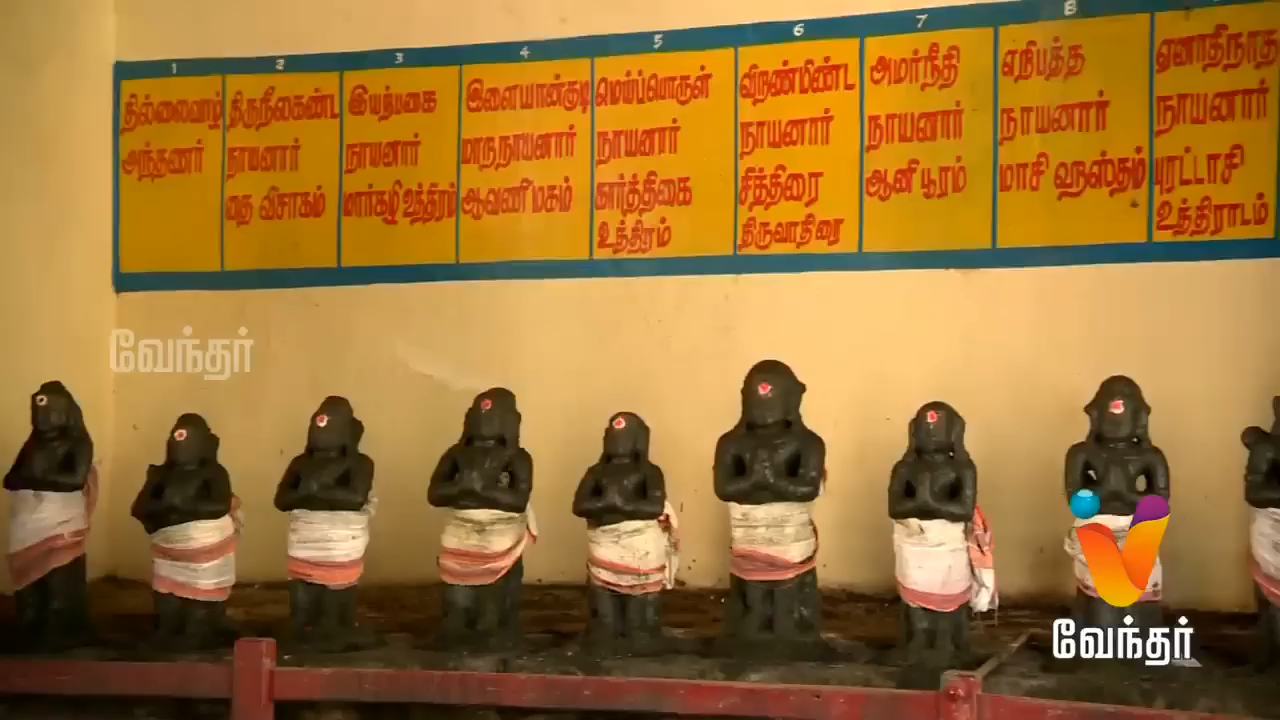 1
தில்லைவாழ்
அந்தணர்
2
திருநீலகண்ட
நாயனார்
தை விசாகம்
3
இயற்பகை
நாயனார்
மார்கழி உத்திரம்
4
இளையான்குடி
மாறநாயனார்
ஆவணி மகம்
5
மெய்ப்பொருள்
நாயனார்
கார்த்திகை
உத்திரம்
6
விறண்மிண்ட
நாயனார்
சித்திரை
திருவாதிரை
7
அமர்நீதி
நாயனார்
ஆனி பூரம்
8
எறிபத்த
நாயனார்
மாசி ஹஸ்தம்
ஏனாதிநாத
நாயனார்
புரட்டாசி
உத்திராடம்
வேந்தர்
வேந்தர்